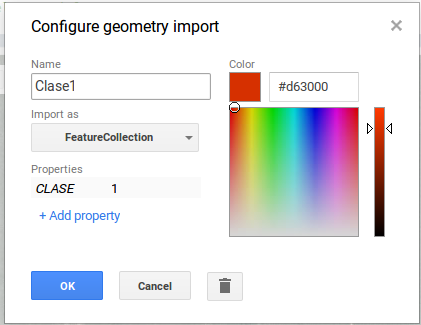 Configure geometry import
Name
Color
Clase1
#d63000
Import as
FeatureCollection
Properties
CLASE 1
+ Add property
OK
Cancel